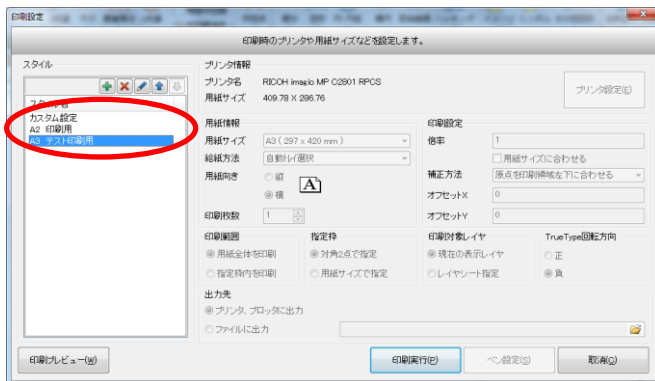 印刷設定
印刷時のプリンタや用紙サイズなどを設定します。
スタイル
スタイル名
カスタム設定
A2 印刷用
A3 テスト印刷用
プリンタ情報
プリンタ名 RICOH imagio MP C2801 RPCS
用紙サイズ 409.78 X 286.76
プリンタ設定(E)
用紙情報
用紙サイズ A3 ( 297 x 420 mm )
給紙方法 自動トレイ選択
用紙向き 縦
横
A
印刷枚数 1
印刷設定
倍率 1
用紙サイズに合わせる
補正方法 原点を印刷領域左下に合わせる
オフセットX 0
オフセットY 0
印刷範囲
用紙全体を印刷
指定枠内を印刷
指定枠
対角2点で指定
用紙サイズで指定
印刷対象レイヤ
現在の表示レイヤ
レイヤシート指定
TrueType回転方向
正
負
出力先
プリンタ、プロッタに出力
ファイルに出力
印刷プレビュー(W)
印刷実行(P)
ペン設定(S)
取消(C)